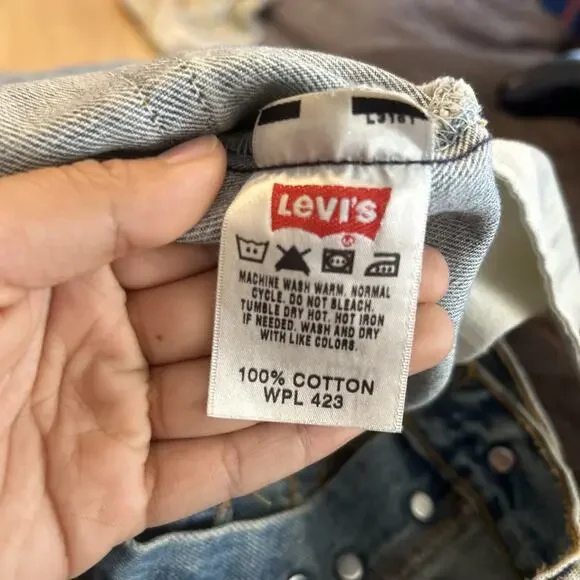 LEVI'S
MACHINE WASH WARM, NORMAL
CYCLE. DO NOT BLEACH.
TUMBLE DRY HOT. HOT IRON
IF NEEDED. WASH AND DRY
WITH LIKE COLORS.
100% COTTON
WPL 423